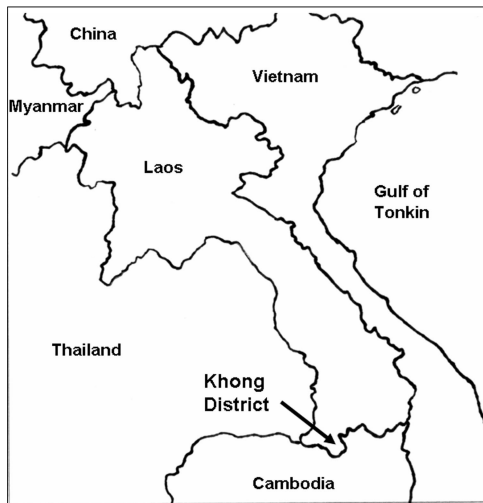 China
Vietnam
Myanmar
Laos
Gulf of
Tonkin
Thailand
Khong
District
Cambodia